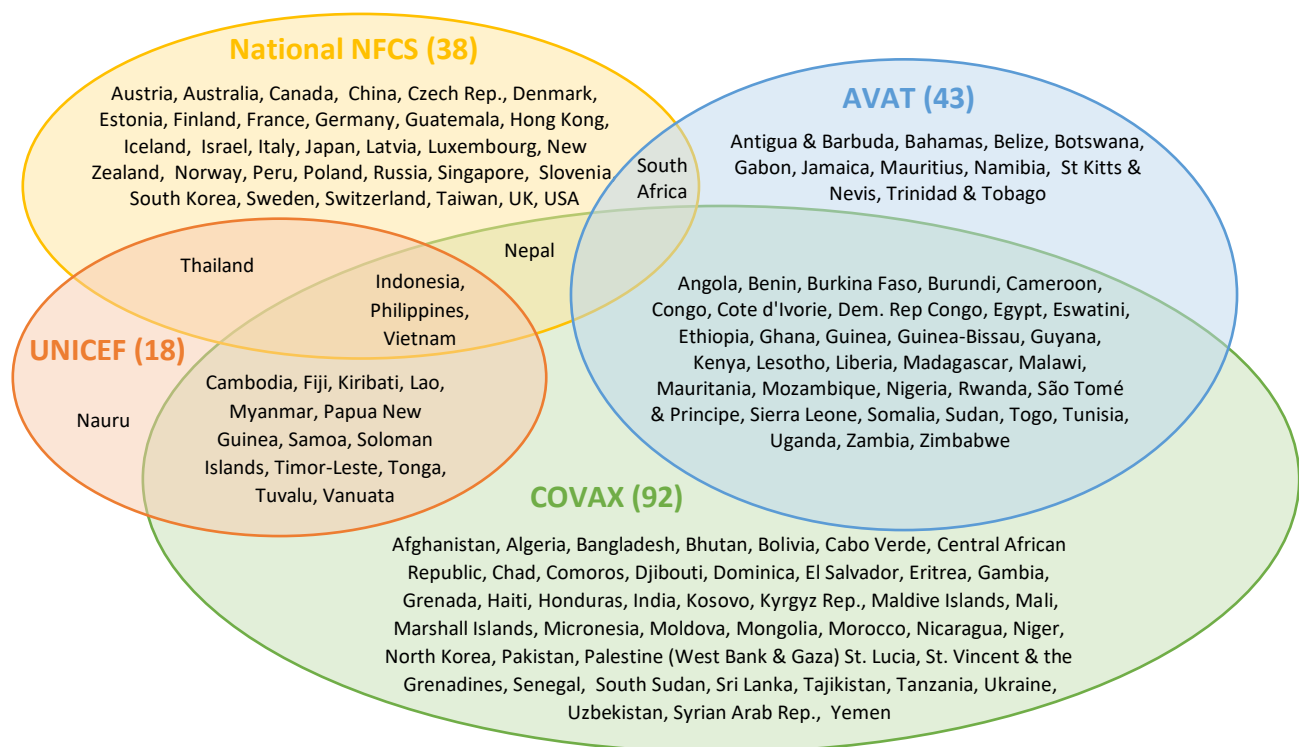 National NFCS (38)
Austria, Australia, Canada, China, Czech Rep., Denmark,
Estonia, Finland, France, Germany, Guatemala, Hong Kong,
Iceland, Israel, Italy, Japan, Latvia, Luxembourg, New
Zealand, Norway, Peru, Poland, Russia, Singapore, Slovenia
South Korea, Sweden, Switzerland, Taiwan, UK, USA
AVAT (43)
Antigua & Barbuda, Bahamas, Belize, Botswana,
Gabon, Jamaica, Mauritius, Namibia, St Kitts &
Nevis, Trinidad & Tobago
South
Africa
Nepal
Thailand
Indonesia,
Philippines,
Vietnam
Angola, Benin, Burkina Faso, Burundi, Cameroon,
Congo, Cote d'Ivorie, Dem. Rep Congo, Egypt, Eswatini,
Ethiopia, Ghana, Guinea, Guinea-Bissau, Guyana,
Kenya, Lesotho, Liberia, Madagascar, Malawi,
Mauritania, Mozambique, Nigeria, Rwanda, São Tomé
& Principe, Sierra Leone, Somalia, Sudan, Togo, Tunisia,
Uganda, Zambia, Zimbabwe
UNICEF (18)
Nauru
Cambodia, Fiji, Kiribati, Lao,
Myanmar, Papua New
Guinea, Samoa, Soloman
Islands, Timor-Leste, Tonga,
Tuvalu, Vanuata
COVAX (92)
Afghanistan, Algeria, Bangladesh, Bhutan, Bolivia, Cabo Verde, Central African
Republic, Chad, Comoros, Djibouti, Dominica, El Salvador, Eritrea, Gambia,
Grenada, Haiti, Honduras, India, Kosovo, Kyrgyz Rep., Maldive Islands, Mali,
Marshall Islands, Micronesia, Moldova, Mongolia, Morocco, Nicaragua, Niger,
North Korea, Pakistan, Palestine (West Bank & Gaza) St. Lucia, St. Vincent & the
Grenadines, Senegal, South Sudan, Sri Lanka, Tajikistan, Tanzania, Ukraine,
Uzbekistan, Syrian Arab Rep., Yemen